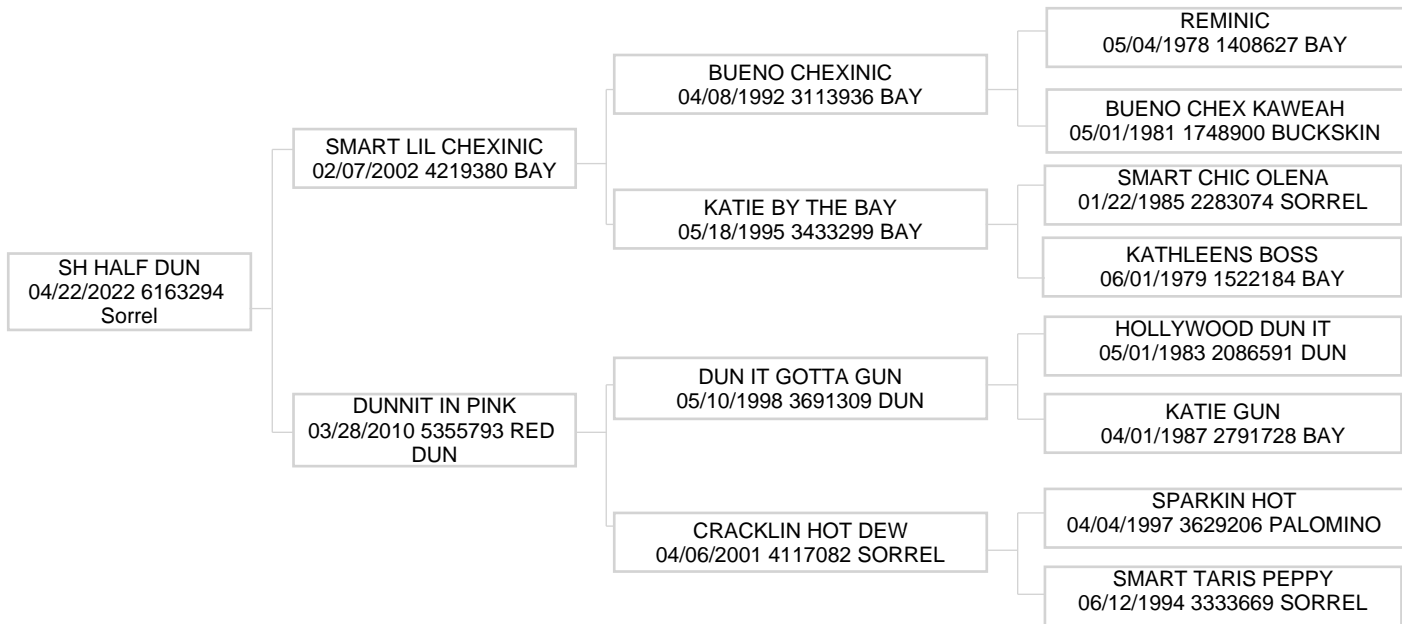 REMINIC
05/04/1978 1408627 BAY
BUENO CHEXINIC
04/08/1992 3113936 BAY
BUENO CHEX KAWEAH
05/01/1981 1748900 BUCKSKIN
SMART LIL CHEXINIC
02/07/2002 4219380 BAY
SMART CHIC OLENA
01/22/1985 2283074 SORREL
KATIE BY THE BAY
05/18/1995 3433299 BAY
KATHLEENS BOSS
06/01/1979 1522184 BAY
SH HALF DUN
04/22/2022 6163294
Sorrel
HOLLYWOOD DUN IT
05/01/1983 2086591 DUN
DUN IT GOTTA GUN
05/10/1998 3691309 DUN
KATIE GUN
04/01/1987 2791728 BAY
DUNNIT IN PINK
03/28/2010 5355793 RED
DUN
SPARKIN HOT
04/04/1997 3629206 PALOMINO
CRACKLIN HOT DEW
04/06/2001 4117082 SORREL
SMART TARIS PEPPY
06/12/1994 3333669 SORREL